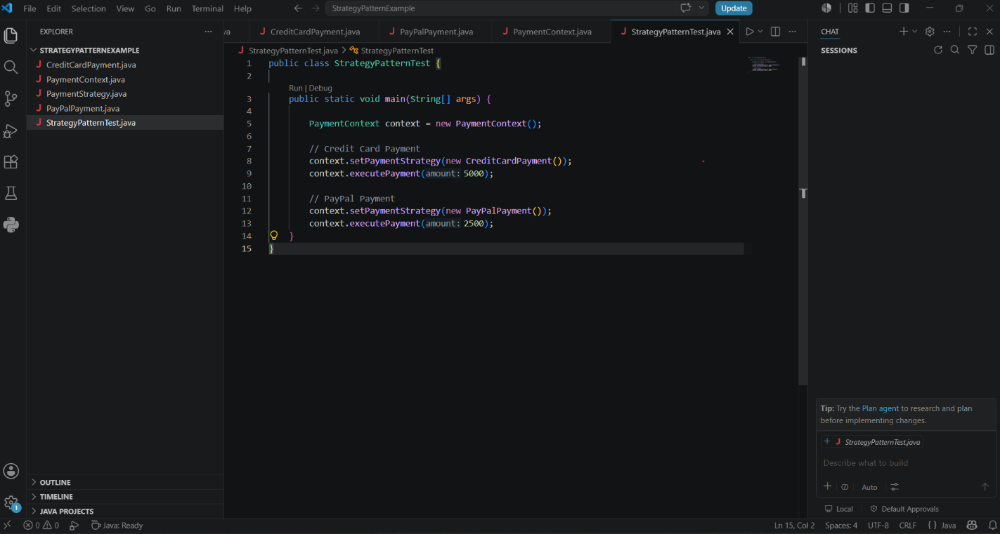 File Edit Selection View Go Run Terminal Help
StrategyPatternExample
Update
EXPLORER
va
CreditCardPayment.java
PayPalPayment.java
PaymentContext.java
StrategyPatternTest.java
CHAT
STRATEGYPATTERNEXAMPLE
CreditCardPayment.java
PaymentContext.java
PaymentStrategy.java
PayPalPayment.java
StrategyPatternTest.java
StrategyPatternTest.java > StrategyPatternTest
1 public class StrategyPatternTest {
2
Run | Debug
3 public static void main(String[] args) {
4
5 PaymentContext context = new PaymentContext();
6
7 // Credit Card Payment
8 context.setPaymentStrategy(new CreditCardPayment());
9 context.executePayment(amount: 5000);
10
11 // PayPal Payment
12 context.setPaymentStrategy(new PayPalPayment());
13 context.executePayment(amount: 2500);
14 }
15 }
SESSIONS
Tip: Try the Plan agent to research and plan
before implementing changes.
StrategyPatternTest.java
Describe what to build
Auto
Local Default Approvals
OUTLINE
TIMELINE
JAVA PROJECTS
1
0 0 Java: Ready
Ln 15, Col 2 Spaces: 4 UTF-8 CRLF {} Java